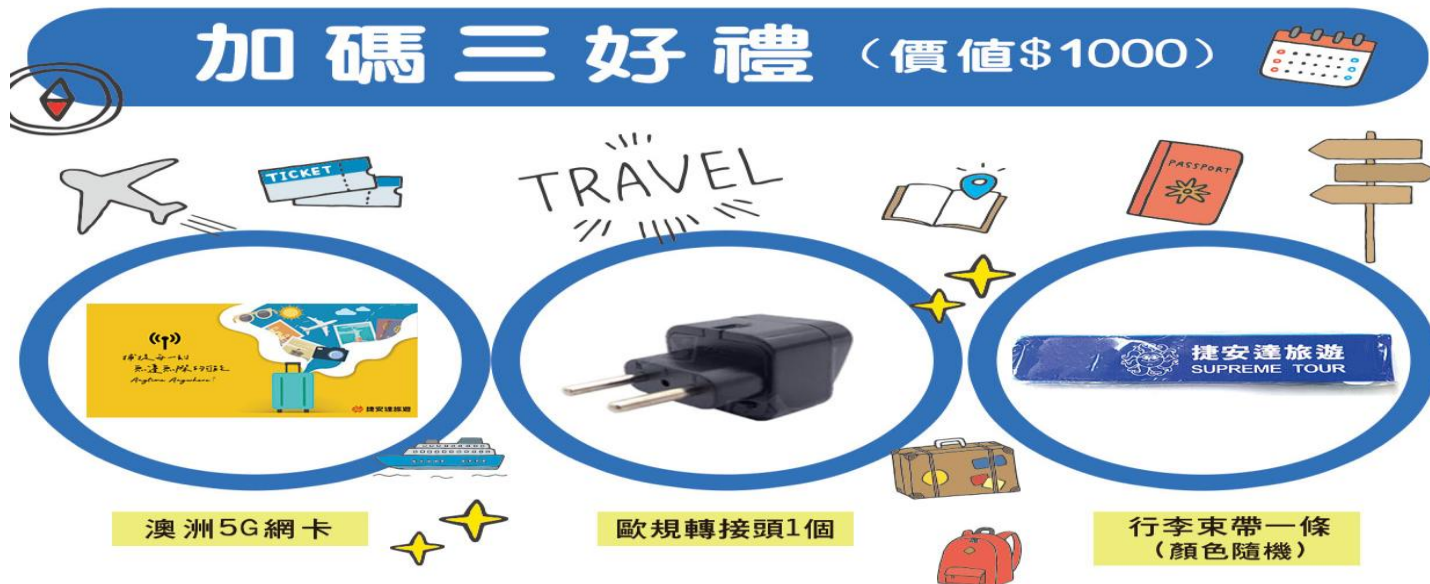 加碼三好禮（價值$1000）
TICKET
TRAVEL
PASSPORT
Anytime Anywhere!
捷安達旅遊
捷安達旅遊
SUPREME TOUR
澳洲5G網卡
歐規轉接頭1個
行李束帶一條
（顏色隨機）